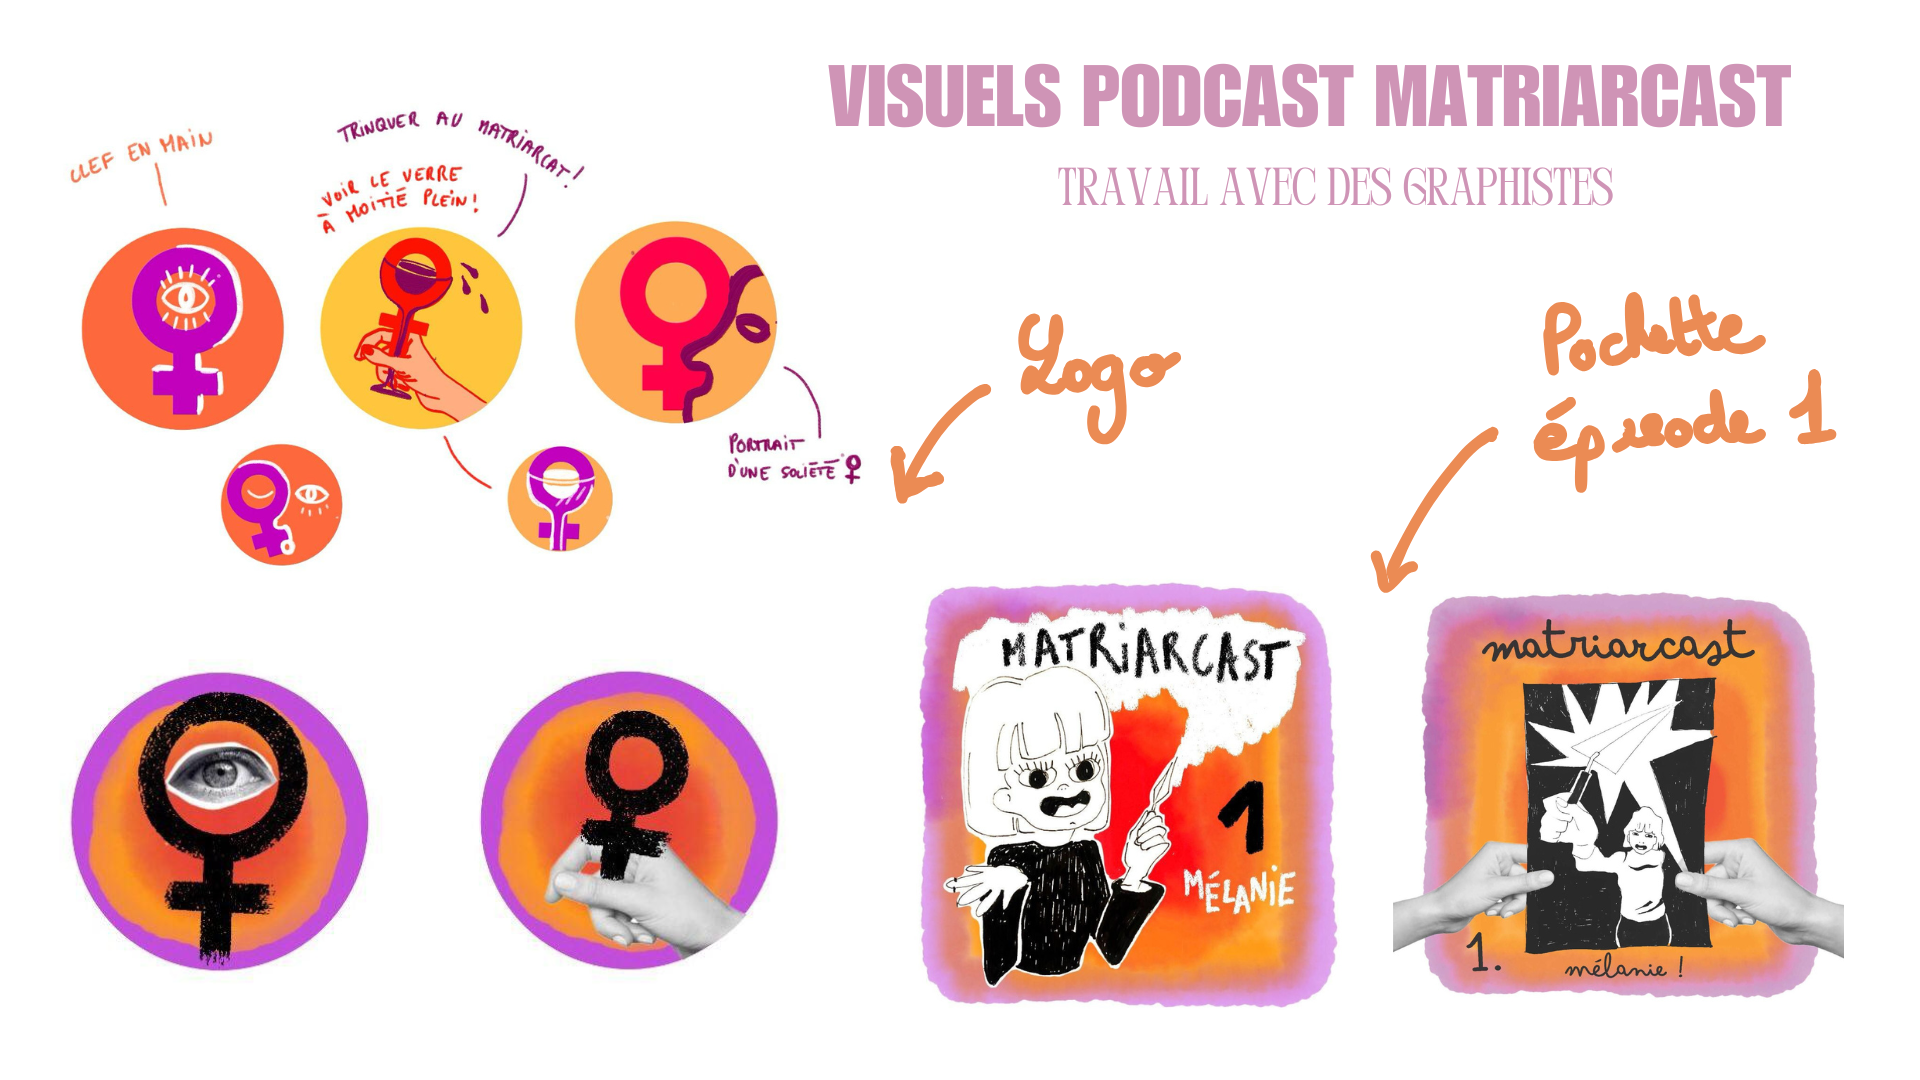 VISUELS PODCAST MATRIARCAST
TRAVAIL AVEC DES GRAPHISTES
CLEF EN MAIN
TRINQUER AU MATRIARCAT!
VOIR LE VERRE
À MOITIÉ PLEIN!
PORTRAIT
D'UNE SOCIÉTÉ ♀
Logo
Pochette
épisode 1
MATRiARCAST
1
MÉLANIE
matriarcast
1.
mélanie !